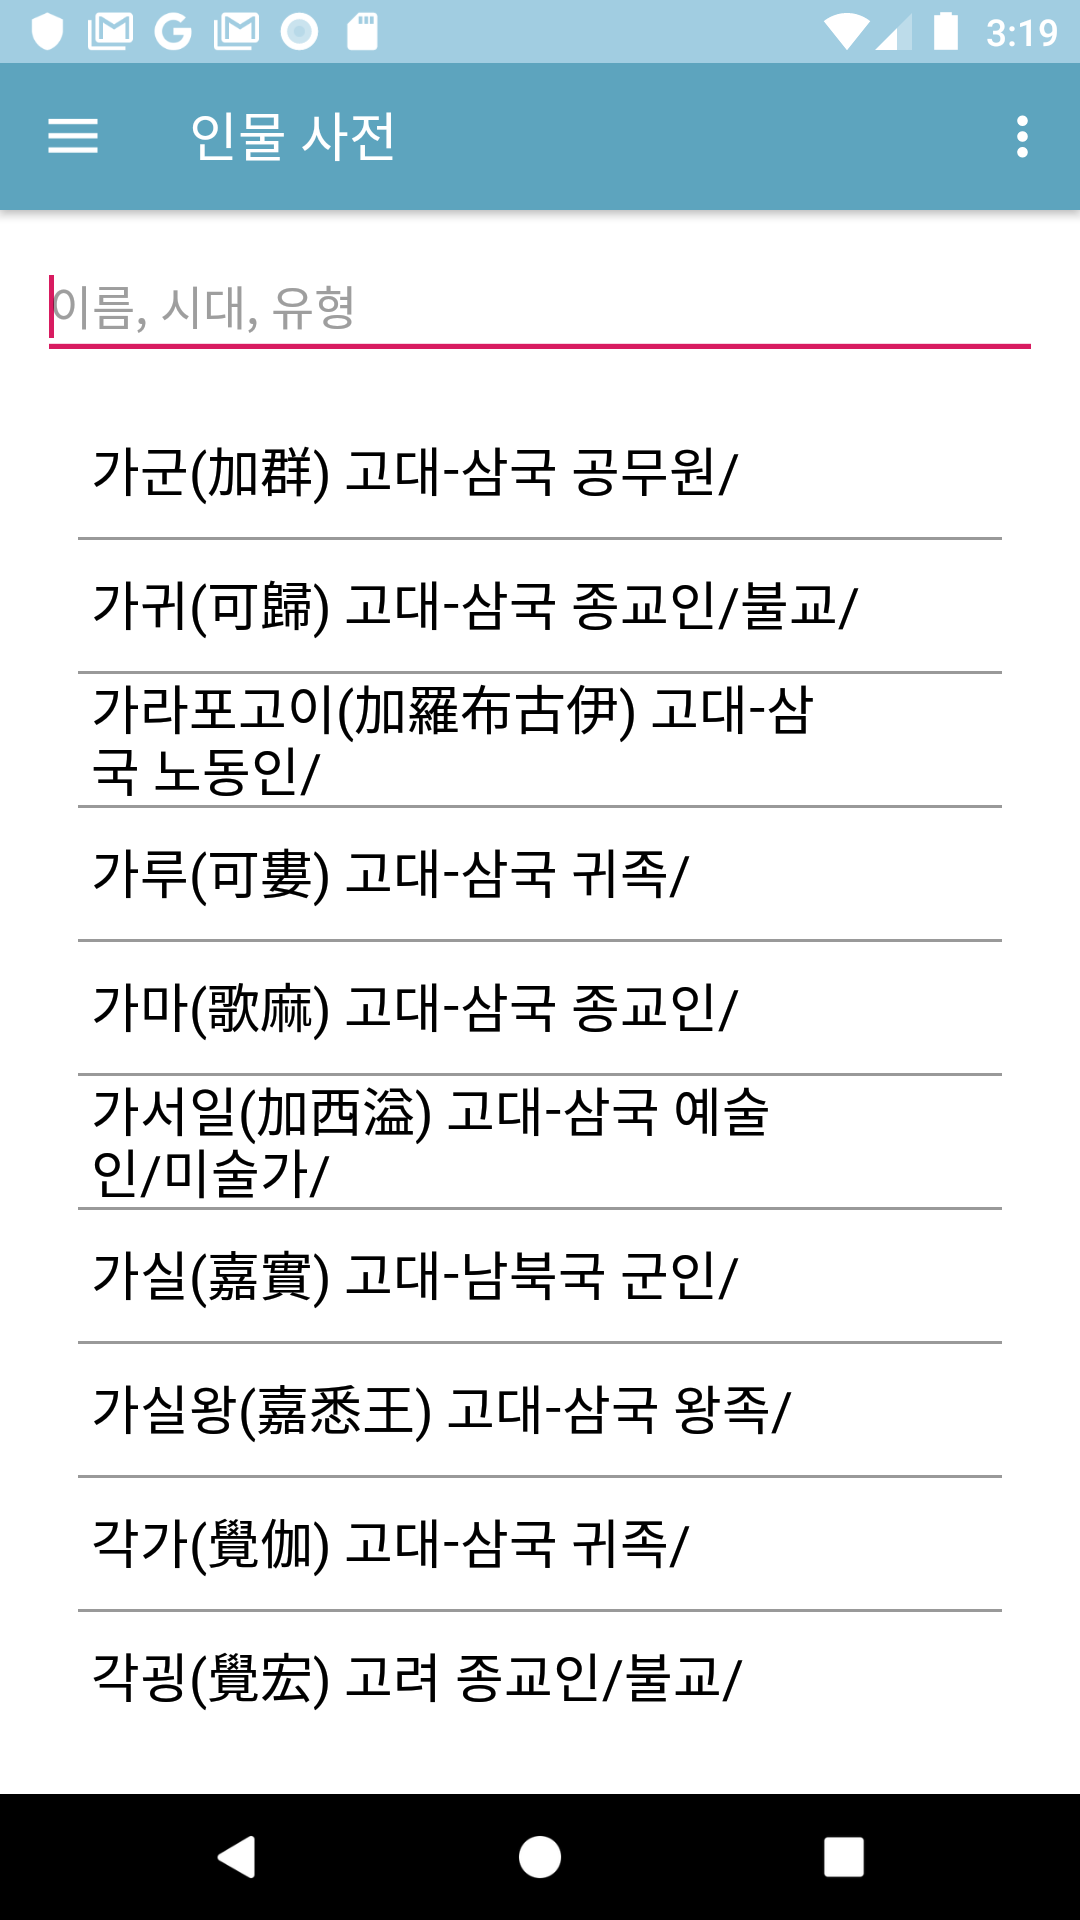 3:19
인물 사전
이름, 시대, 유형
가군(加群) 고대-삼국 공무원/
가귀(可歸) 고대-삼국 종교인/불교/
가라포고이(加羅布古伊) 고대-삼
국 노동인/
가루(可婁) 고대-삼국 귀족/
가마(歌麻) 고대-삼국 종교인/
가서일(加西溢) 고대-삼국 예술
인/미술가/
가실(嘉實) 고대-남북국 군인/
가실왕(嘉悉王) 고대-삼국 왕족/
각가(覺伽) 고대-삼국 귀족/
각굉(覺宏) 고려 종교인/불교/